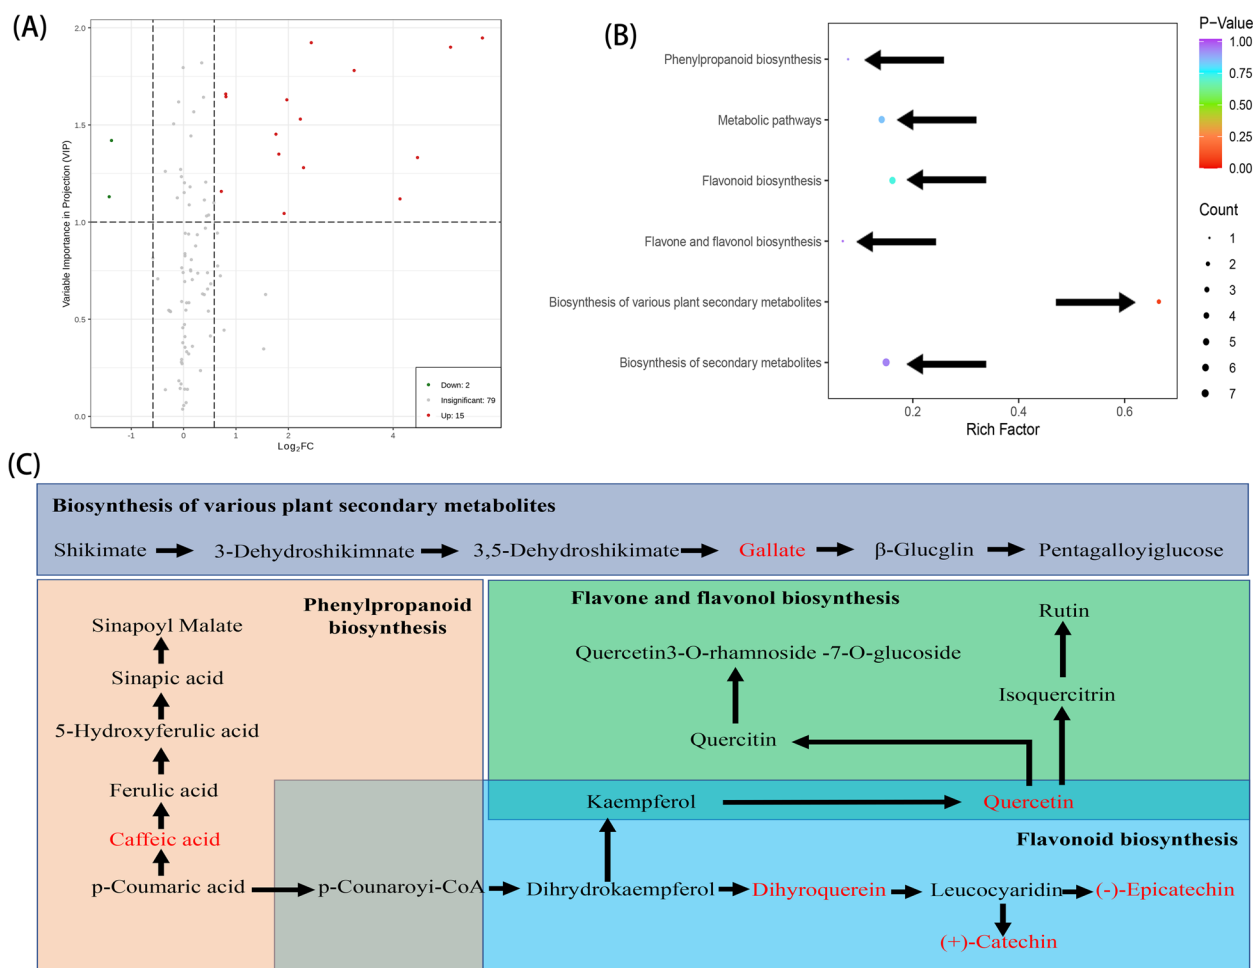 (A)
2.0
1.5
1.0
0.5
0.0
Variable Importance in Projection (VIP)
-1
0
1
2
4
Log2FC
Down: 2
Insignificant: 79
Up: 15
(B)
Phenylpropanoid biosynthesis
Metabolic pathways
Flavonoid biosynthesis
Flavone and flavonol biosynthesis
Biosynthesis of various plant secondary metabolites
Biosynthesis of secondary metabolites
0.2
0.4
0.6
Rich Factor
P-Value
1.00
0.75
0.50
0.25
0.00
Count
1
2
3
4
5
6
7
(C)
Biosynthesis of various plant secondary metabolites
Shikimate 3-Dehydroshikimnate 3,5-Dehydroshikimate Gallate β-Glucglin Pentagalloyiglucose
Phenylpropanoid
biosynthesis
Sinapoyl Malate
Sinapic acid
5-Hydroxyferulic acid
Ferulic acid
Caffeic acid
p-Coumaric acid
Flavone and flavonol biosynthesis
Rutin
Quercetin3-O-rhamnoside -7-O-glucoside
Isoquercitrin
Quercitin
Kaempferol
Quercetin
Flavonoid biosynthesis
p-Counaroyi-CoA
Dihrydrokaempferol
Dihyroquerein
Leucocyaridin
(-)-Epicatechin
(+)-Catechin